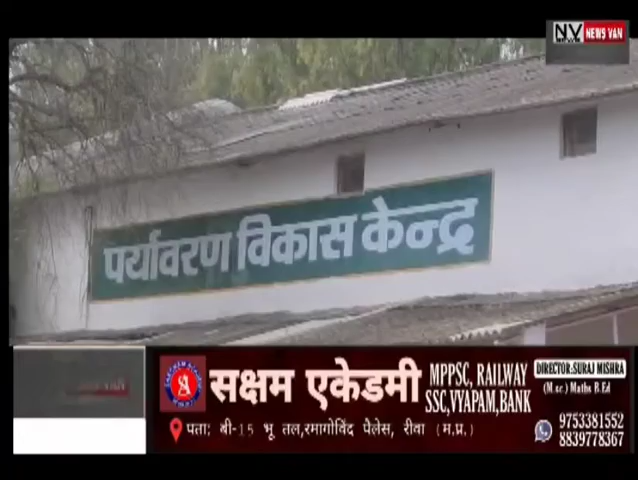 NV NEWS VAN
पर्यावरण विकास केन्द्र
सक्षम एकेडमी
MPPSC, RAILWAY
SSC,VYAPAM,BANK
DIRECTOR:SURAJ MISHRA
(M.sc.) Maths B.Ed
पता: बी-15 भू तल,रमागोविंद पैलेस, रीवा (म.प्र.)
9753381552
8839778367